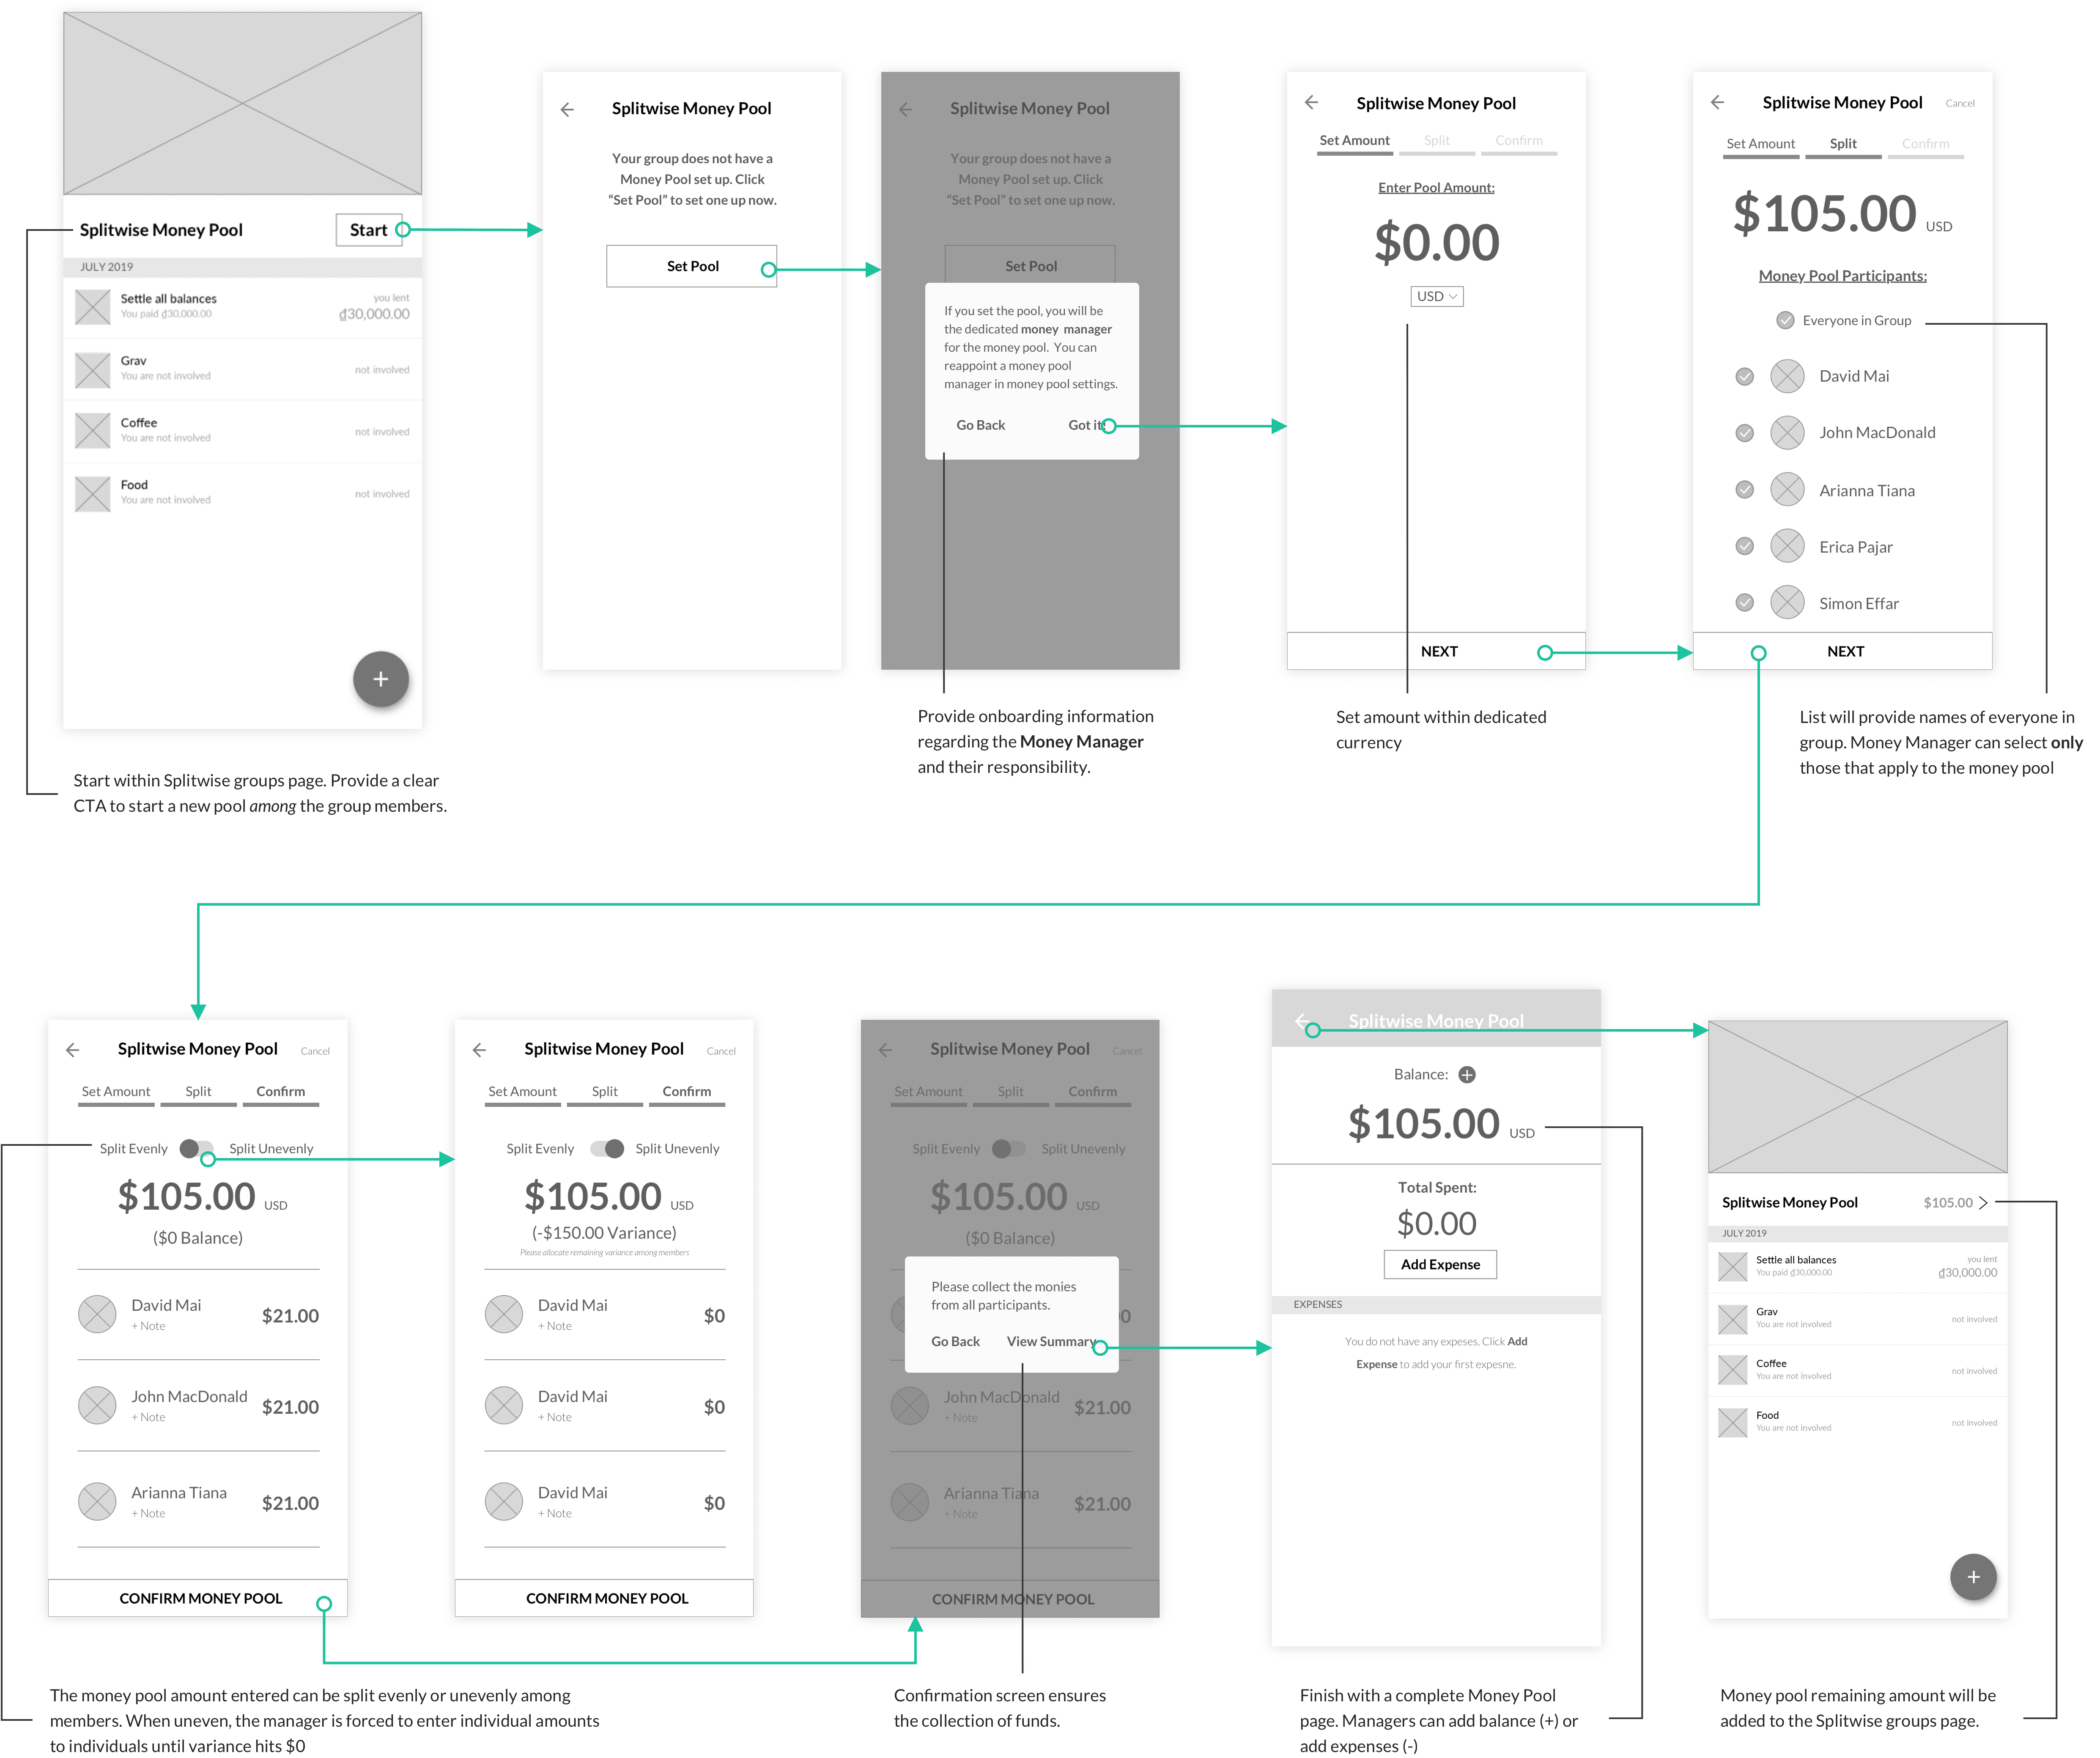 Splitwise Money Pool
Start
JULY 2019
Settle all balances
You paid ₫30,000.00
you lent
₫30,000.00
Grav
You are not involved
not involved
Coffee
You are not involved
not involved
Food
You are not involved
not involved
+
Start within Splitwise groups page. Provide a clear
CTA to start a new pool among the group members.
Splitwise Money Pool
Your group does not have a
Money Pool set up. Click
“Set Pool” to set one up now.
Set Pool
Splitwise Money Pool
Your group does not have a
Money Pool set up. Click
“Set Pool” to set one up now.
Set Pool
If you set the pool, you will be
the dedicated money manager
for the money pool. You can
reappoint a money pool
manager in money pool settings.
Go Back
Got it!
Provide onboarding information
regarding the Money Manager
and their responsibility.
Splitwise Money Pool
Set Amount
Split
Confirm
Enter Pool Amount:
$0.00
USD
NEXT
Set amount within dedicated
currency
Splitwise Money Pool
Cancel
Set Amount
Split
Confirm
$105.00 USD
Money Pool Participants:
Everyone in Group
David Mai
John MacDonald
Arianna Tiana
Erica Pajar
Simon Effar
NEXT
List will provide names of everyone in
group. Money Manager can select only
those that apply to the money pool
Splitwise Money Pool
Cancel
Set Amount
Split
Confirm
Split Evenly
Split Unevenly
$105.00 USD
($0 Balance)
David Mai
+ Note
$21.00
John MacDonald
+ Note
$21.00
Arianna Tiana
+ Note
$21.00
CONFIRM MONEY POOL
The money pool amount entered can be split evenly or unevenly among
members. When uneven, the manager is forced to enter individual amounts
to individuals until variance hits $0
Splitwise Money Pool
Cancel
Set Amount
Split
Confirm
Split Evenly
Split Unevenly
$105.00 USD
(-$150.00 Variance)
Please allocate remaining variance among members
David Mai
+ Note
$0
David Mai
+ Note
$0
David Mai
+ Note
$0
CONFIRM MONEY POOL
Splitwise Money Pool
Cancel
Set Amount
Split
Confirm
Split Evenly
Split Unevenly
$105.00 USD
($0 Balance)
Please collect the monies
from all participants.
Go Back
View Summary
0
John MacDonald
+ Note
$21.00
Arianna Tiana
+ Note
$21.00
CONFIRM MONEY POOL
Confirmation screen ensures
the collection of funds.
Splitwise Money Pool
Balance:
$105.00 USD
Total Spent:
$0.00
Add Expense
EXPENSES
You do not have any expeses. Click Add
Expense to add your first expesne.
Finish with a complete Money Pool
page. Managers can add balance (+) or
add expenses (-)
Splitwise Money Pool
$105.00
JULY 2019
Settle all balances
You paid ₫30,000.00
you lent
₫30,000.00
Grav
You are not involved
not involved
Coffee
You are not involved
not involved
Food
You are not involved
not involved
+
Money pool remaining amount will be
added to the Splitwise groups page.